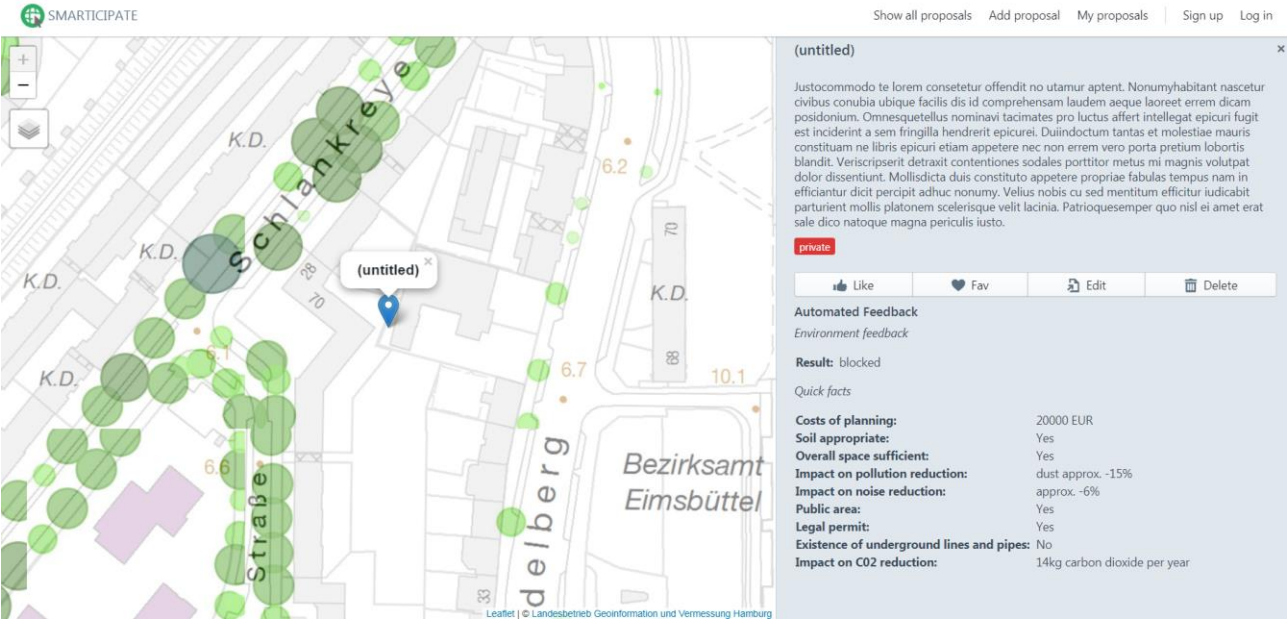 SMARTICIPATE
Show all proposals Add proposal My proposals Sign up Log in
+
−
K.D.
Schlankreye
6.2
K.D.
K.D.
28
70
(untitled) ×
70
K.D.
68
6.1
K.D.
6.7
10.1
6.6
Straße
delberg
Bezirksamt
Eimsbüttel
33
Leaflet | © Landesbetrieb Geoinformation und Vermessung Hamburg
(untitled) ×
Justocommodo te lorem consetetur offendit no utamur aptent. Nonumyhabitant nascetur
civibus conubia ubique facilis dis id comprehensam laudem aeque laoreet errem dicam
posidonium. Omnesquetellus nominavi tacimates pro luctus affert intellegat epicuri fugit
est inciderint a sem fringilla hendrerit epicurei. Duiindoctum tantas et molestiae mauris
constituam ne libris epicuri etiam appetere nec non errem vero porta pretium lobortis
blandit. Veriscripserit detraxit contentiones sodales porttitor metus mi magnis volutpat
dolor dissentiunt. Mollisdicta duis constituto appetere propriae fabulas tempus nam in
efficiantur dicit percipit adhuc nonumy. Velius nobis cu sed mentitum efficitur iudicabit
parturient mollis platonem scelerisque velit lacinia. Patrioquesemper quo nisl ei amet erat
sale dico natoque magna periculis iusto.
private
Like Fav Edit Delete
Automated Feedback
Environment feedback
Result: blocked
Quick facts
Costs of planning: 20000 EUR
Soil appropriate: Yes
Overall space sufficient: Yes
Impact on pollution reduction: dust approx. -15%
Impact on noise reduction: approx. -6%
Public area: Yes
Legal permit: Yes
Existence of underground lines and pipes: No
Impact on C02 reduction: 14kg carbon dioxide per year